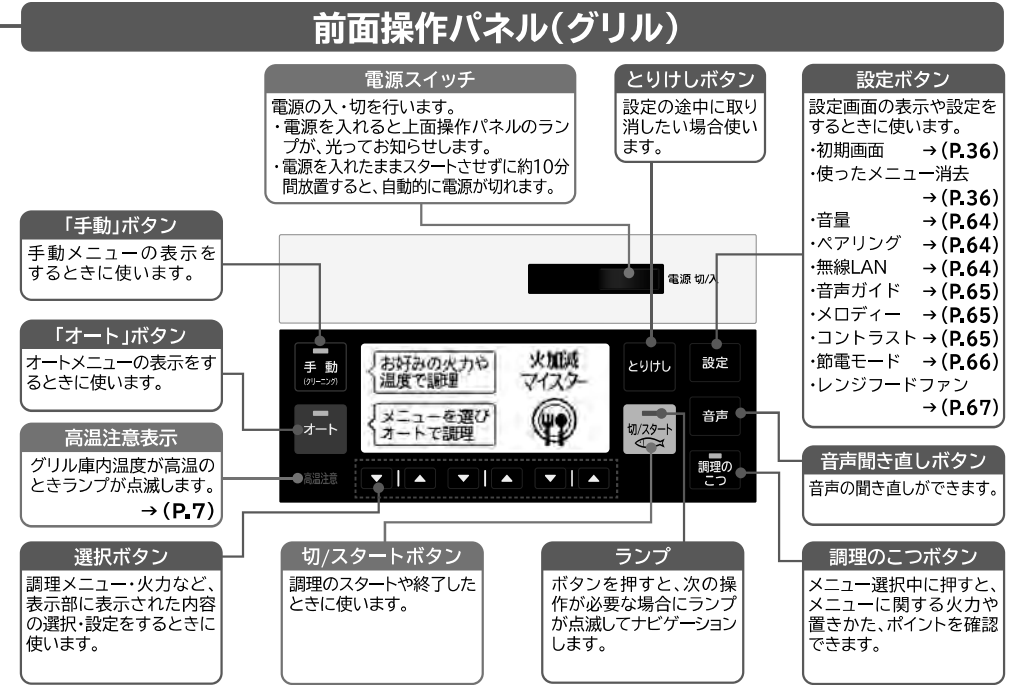 前面操作パネル(グリル)
電源スイッチ
電源の入・切を行います。
・電源を入れると上面操作パネルのラン
プが、光ってお知らせします。
・電源を入れたままスタートさせずに約10分
間放置すると、自動的に電源が切れます。
とりけしボタン
設定の途中に取り
消したい場合使い
ます。
設定ボタン
設定画面の表示や設定を
するときに使います。
・初期画面 →(P.36)
・使ったメニュー消去
→(P.36)
・音量 →(P.64)
・ペアリング →(P.64)
・無線LAN →(P.64)
・音声ガイド →(P.65)
・メロディー →(P.65)
・コントラスト→(P.65)
・節電モード →(P.66)
・レンジフードファン
→(P.67)
「手動」ボタン
手動メニューの表示を
するときに使います。
「オート」ボタン
オートメニューの表示をす
るときに使います。
高温注意表示
グリル庫内温度が高温の
ときランプが点滅します。
→(P.7)
電源 切/入
手動
(クリーニング)
オート
高温注意
お好みの火力や
温度で調理
火加減
マイスター
メニューを選び
オートで調理
とりけし
設定
切/スタート
音声
調理の
こつ
▼ ▲ ▼ ▲ ▼ ▲
音声聞き直しボタン
音声の聞き直しができます。
選択ボタン
調理メニュー・火力など、
表示部に表示された内容
の選択・設定をするときに
使います。
切/スタートボタン
調理のスタートや終了した
ときに使います。
ランプ
ボタンを押すと、次の操
作が必要な場合にランプ
が点滅してナビゲーション
します。
調理のこつボタン
メニュー選択中に押すと、
メニューに関する火力や
置きかた、ポイントを確認
できます。